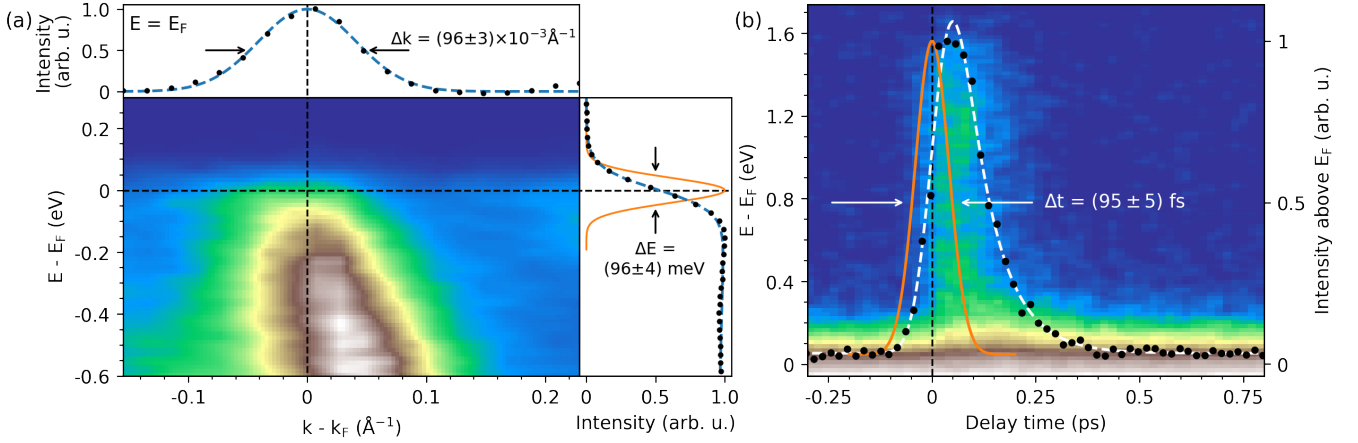 (a)
Intensity
(arb. u.)
1
0.5
0
E = E_F
Δk = (96±3)×10⁻³Å⁻¹
E - E_F (eV)
0.2
0
-0.2
-0.4
-0.6
-0.1
0
0.1
0.2
k - k_F (Å⁻¹)
ΔE =
(96±4) meV
0.0
0.5
1.0
Intensity (arb. u.)
(b)
E - E_F (eV)
1.6
1.2
0.8
0.4
0
Δt = (95 ± 5) fs
1
0.5
0
Intensity above E_F (arb. u.)
-0.25
0
0.25
0.50
0.75
Delay time (ps)